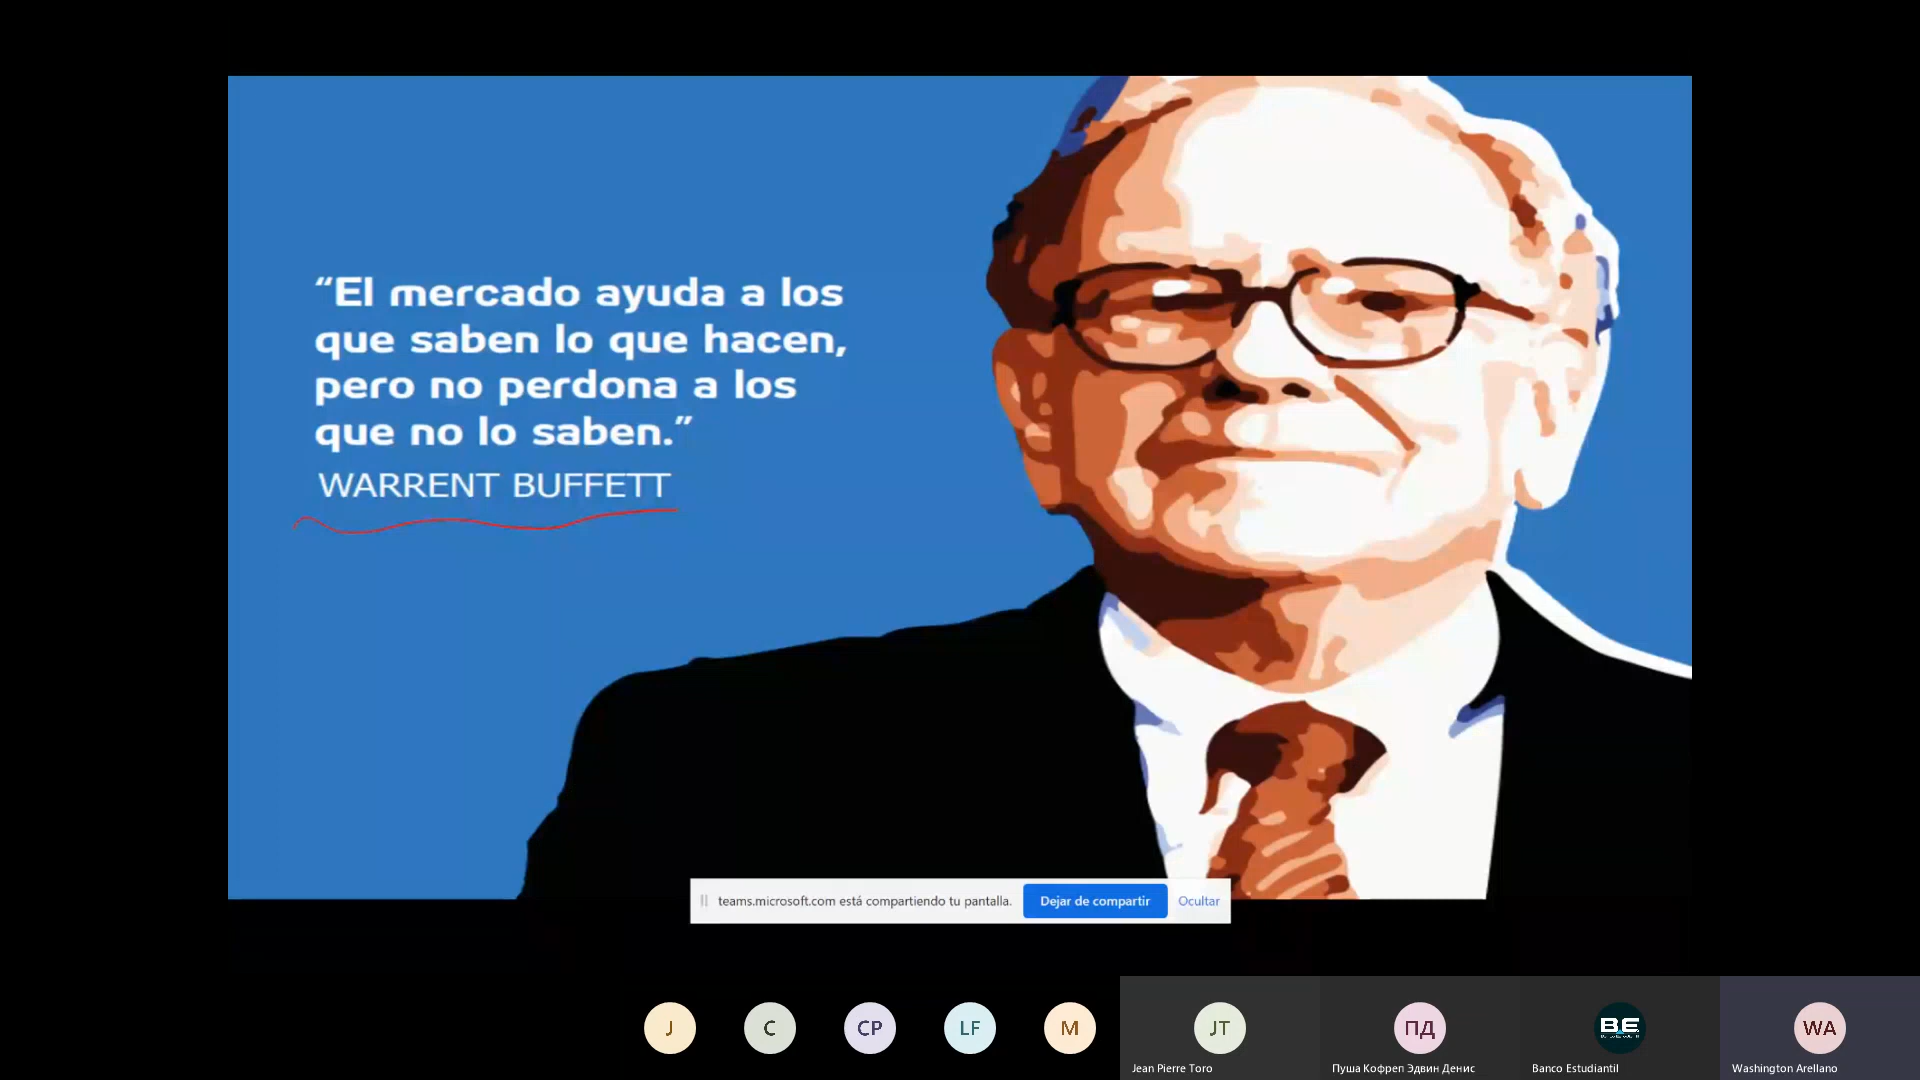 “El mercado ayuda a los
que saben lo que hacen,
pero no perdona a los
que no lo saben.”
WARRENT BUFFETT
teams.microsoft.com está compartiendo tu pantalla.
Dejar de compartir
Ocultar
J
C
CP
LF
M
JT
ПД
B.E
WA
Jean Pierre Toro
Пуша Кофреп Эдвин Денис
Banco Estudiantil
Washington Arellano